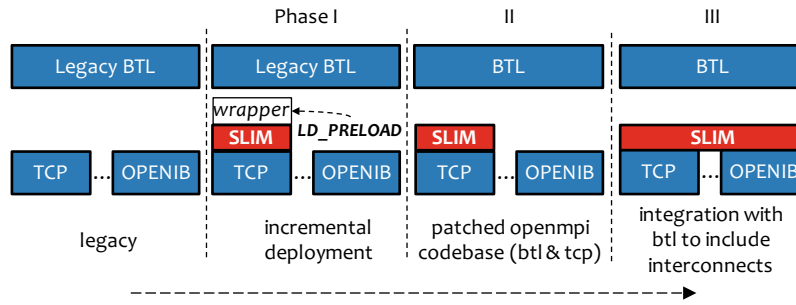 Phase I
II
III
Legacy BTL
Legacy BTL
BTL
BTL
wrapper
LD_PRELOAD
SLIM
SLIM
SLIM
TCP ... OPENIB
TCP ... OPENIB
TCP ... OPENIB
TCP ... OPENIB
legacy
incremental
deployment
patched openmpi
codebase (btl & tcp)
integration with
btl to include
interconnects